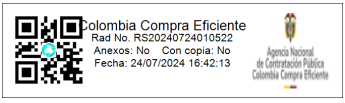 Colombia Compra Eficiente
Rad No. RS20240724010522
Anexos: No Con copia: No
Fecha: 24/07/2024 16:42:13
Agencia Nacional
de Contratación Pública
Colombia Compra Eficiente